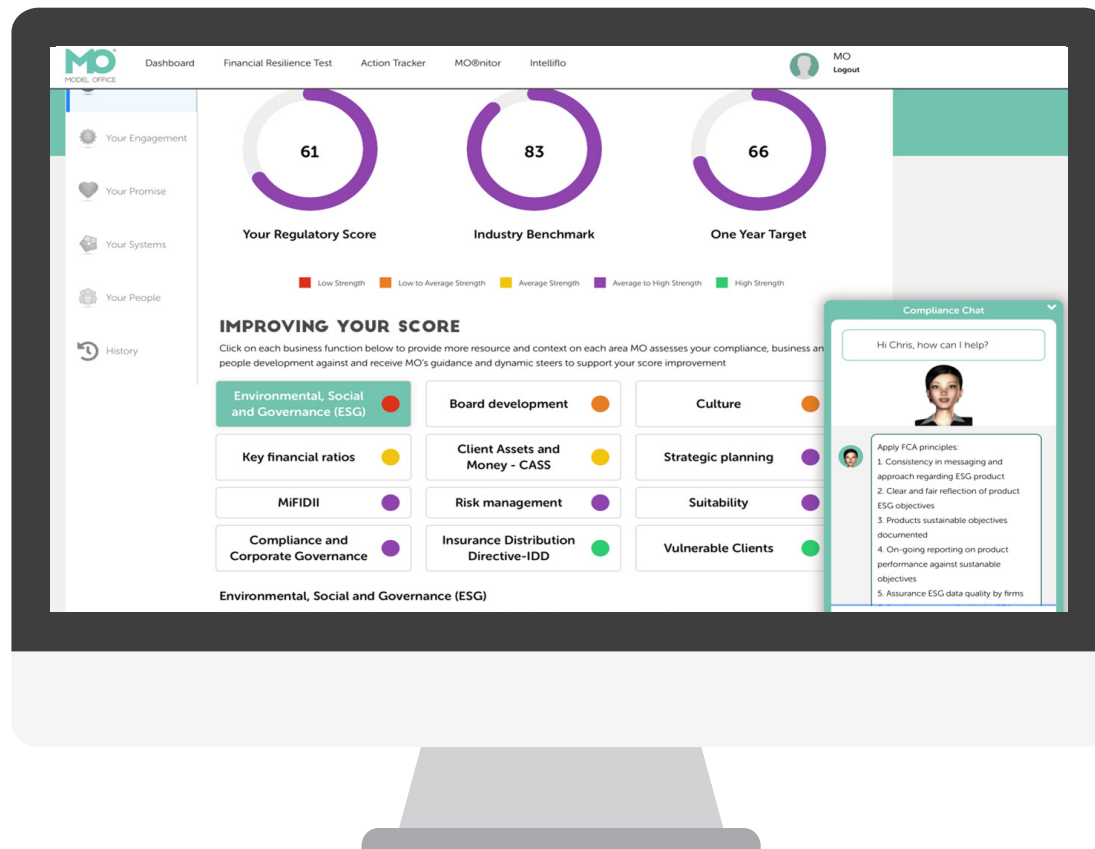 MO
MODEL OFFICE
Dashboard
Financial Resilience Test
Action Tracker
MO®nitor
Intelliflo
MO
Logout
Your Engagement
Your Promise
Your Systems
Your People
History
61
83
66
Your Regulatory Score
Industry Benchmark
One Year Target
Low Strength
Low to Average Strength
Average Strength
Average to High Strength
High Strength
IMPROVING YOUR SCORE
Click on each business function below to provide more resource and context on each area MO assesses your compliance, business an
people development against and receive MO's guidance and dynamic steers to support your score improvement
Environmental, Social
and Governance (ESG)
Board development
Culture
Key financial ratios
Client Assets and
Money - CASS
Strategic planning
MiFIDII
Risk management
Suitability
Compliance and
Corporate Governance
Insurance Distribution
Directive-IDD
Vulnerable Clients
Environmental, Social and Governance (ESG)
Compliance Chat
Hi Chris, how can I help?
Apply FCA principles:
1. Consistency in messaging and
approach regarding ESG product
2. Clear and fair reflection of product
ESG objectives
3. Products sustainable objectives
documented
4. On-going reporting on product
performance against sustanable
objectives
5. Assurance ESG data quality by firms